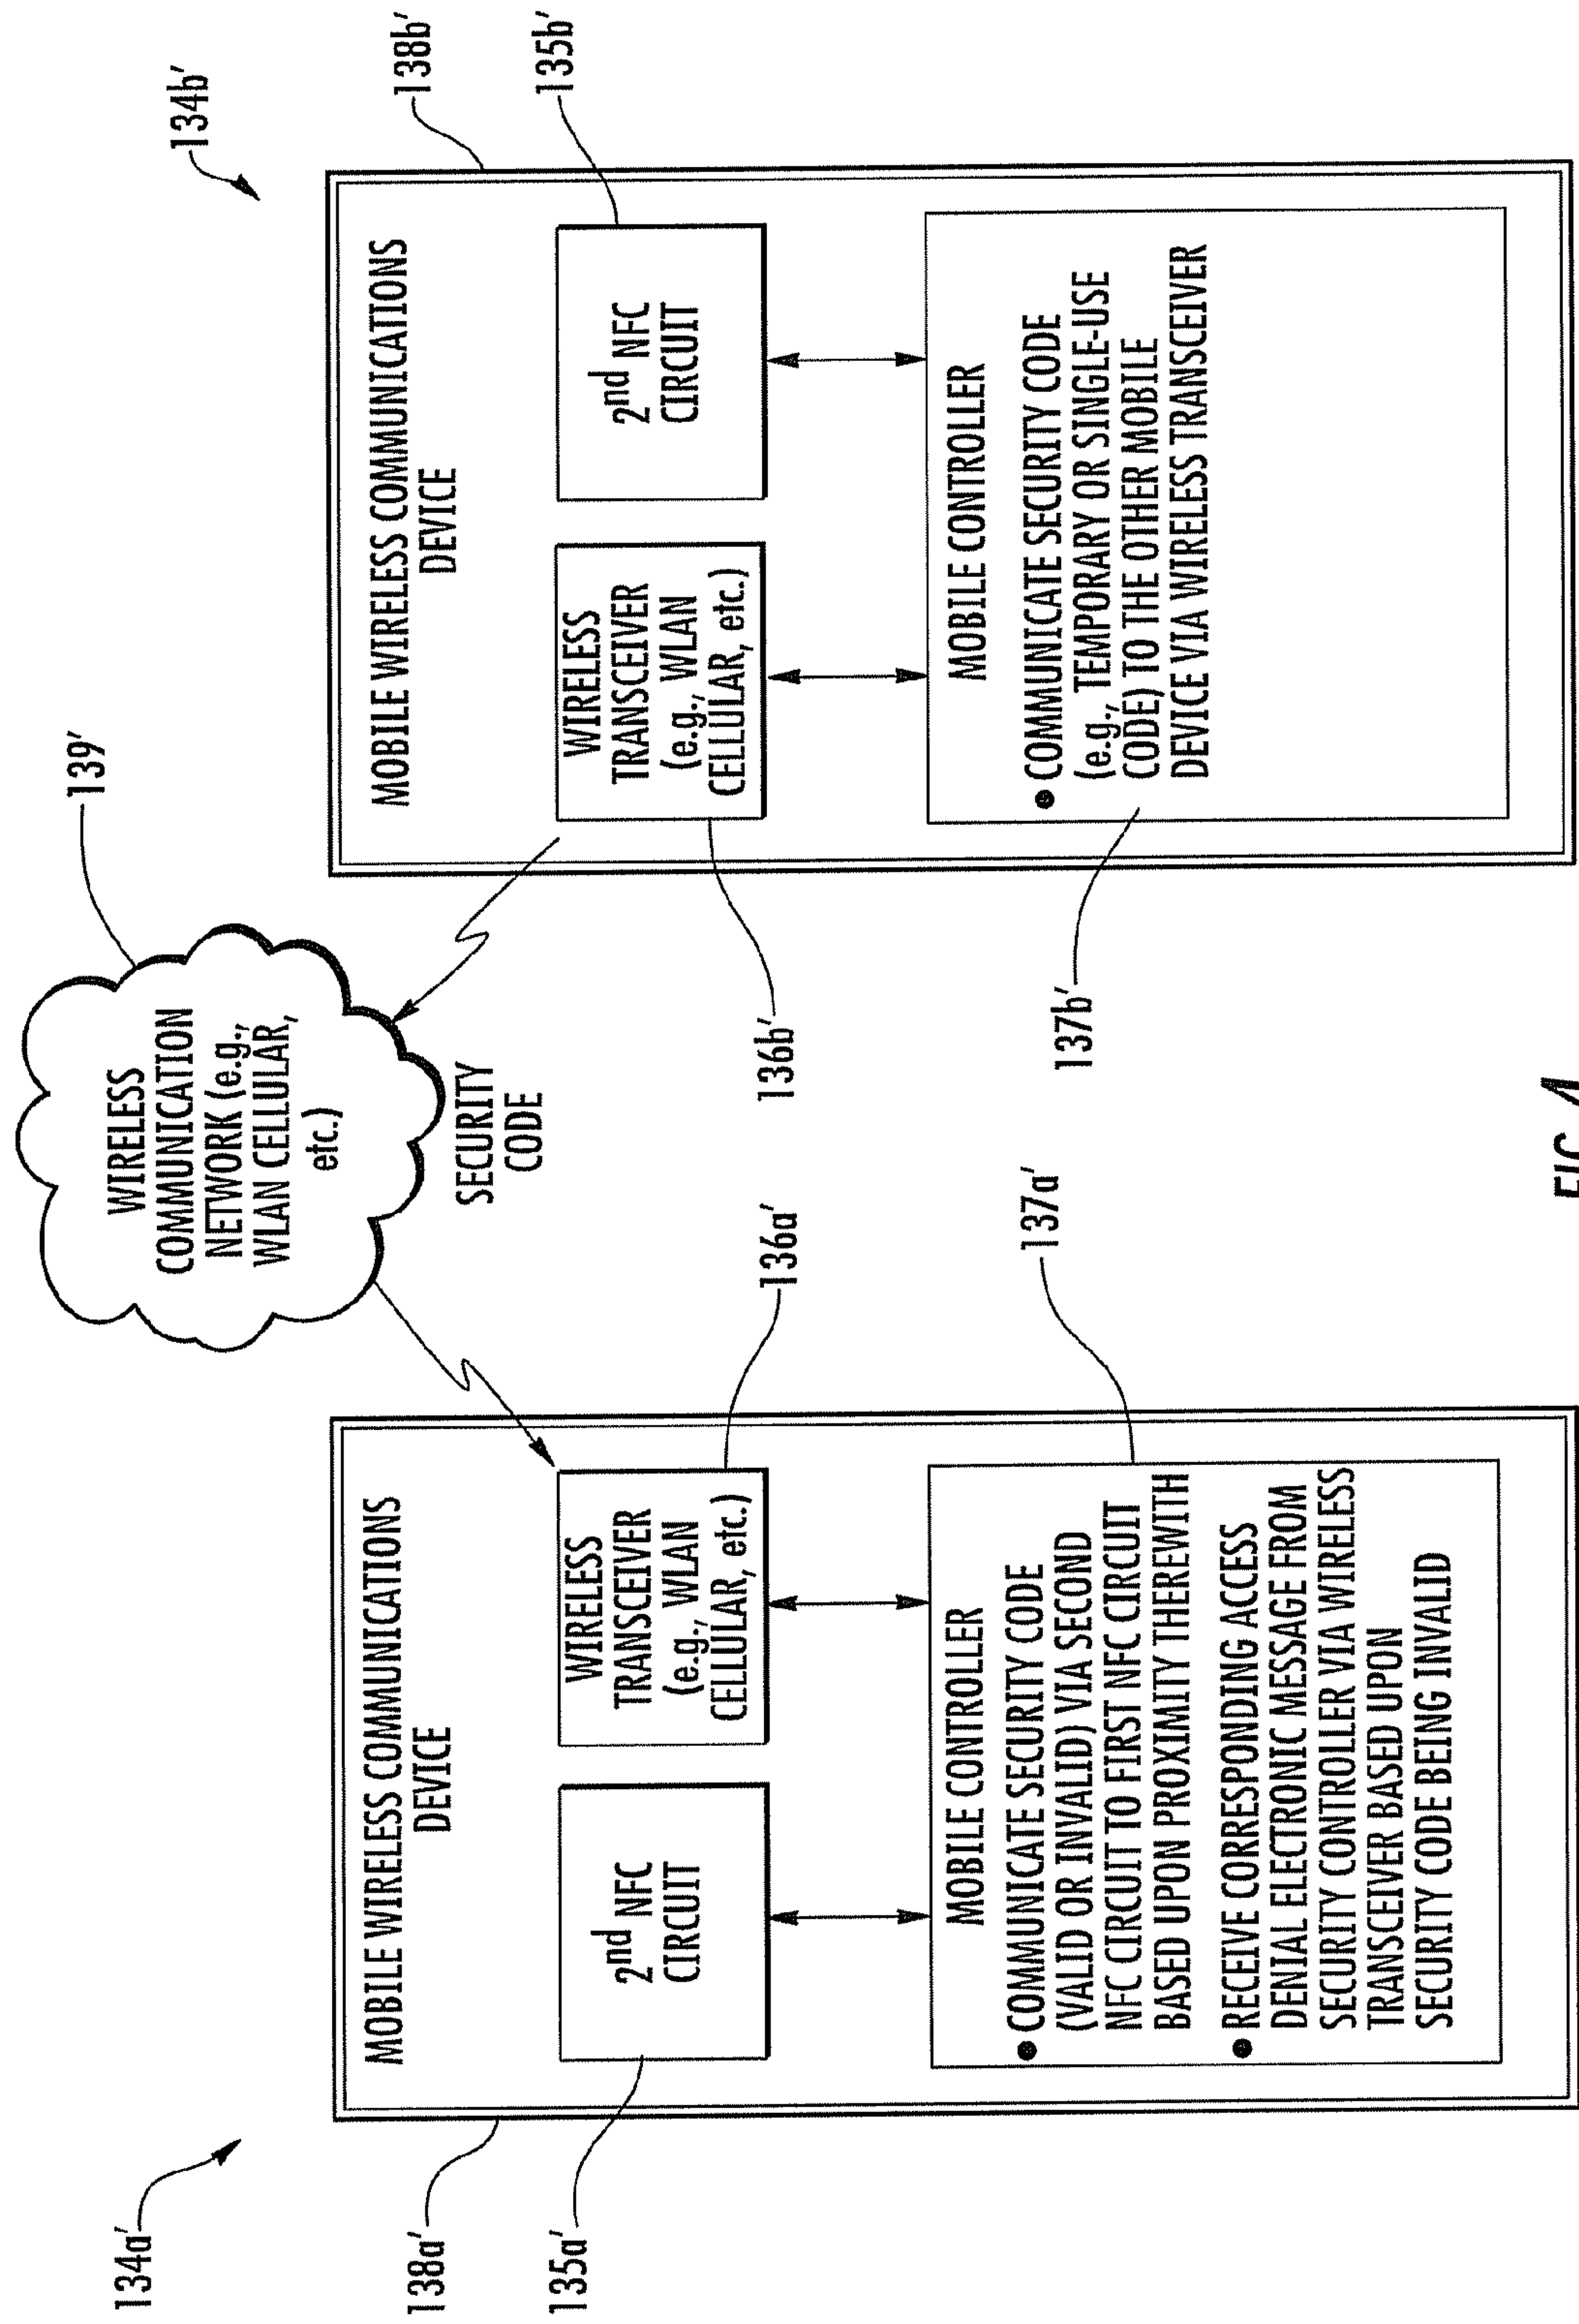 139'
WIRELESS
COMMUNICATION
NETWORK (e.g.,
WLAN CELLULAR,
etc.)
SECURITY
CODE
134a'
138a'
135a'
MOBILE WIRELESS COMMUNICATIONS
DEVICE
2nd NFC
CIRCUIT
WIRELESS
TRANSCEIVER
(e.g., WLAN
CELLULAR, etc.)
136a'
137a'
MOBILE CONTROLLER
● COMMUNICATE SECURITY CODE
(VALID OR INVALID) VIA SECOND
NFC CIRCUIT TO FIRST NFC CIRCUIT
BASED UPON PROXIMITY THEREWITH
● RECEIVE CORRESPONDING ACCESS
DENIAL ELECTRONIC MESSAGE FROM
SECURITY CONTROLLER VIA WIRELESS
TRANSCEIVER BASED UPON
SECURITY CODE BEING INVALID
134b'
138b'
135b'
MOBILE WIRELESS COMMUNICATIONS
DEVICE
WIRELESS
TRANSCEIVER
(e.g., WLAN
CELLULAR, etc.)
2nd NFC
CIRCUIT
136b'
137b'
MOBILE CONTROLLER
● COMMUNICATE SECURITY CODE
(e.g., TEMPORARY OR SINGLE-USE
CODE) TO THE OTHER MOBILE
DEVICE VIA WIRELESS TRANSCEIVER
FIG. 4